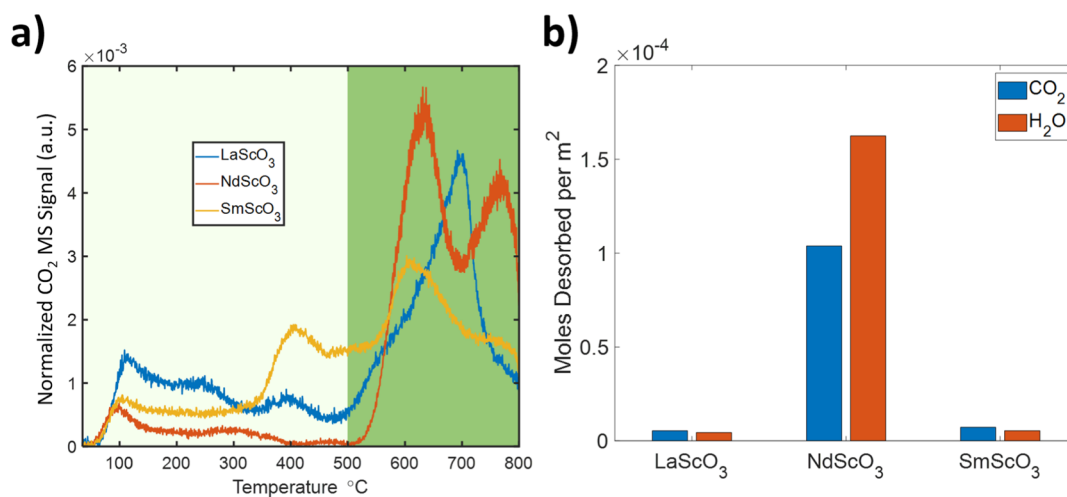 a)
×10⁻³
Normalized CO₂ MS Signal (a.u.)
6
5
4
3
2
1
0
LaScO₃
NdScO₃
SmScO₃
100 200 300 400 500 600 700 800
Temperature °C
b)
×10⁻⁴
Moles Desorbed per m²
2
1.5
1
0.5
0
CO₂
H₂O
LaScO₃ NdScO₃ SmScO₃